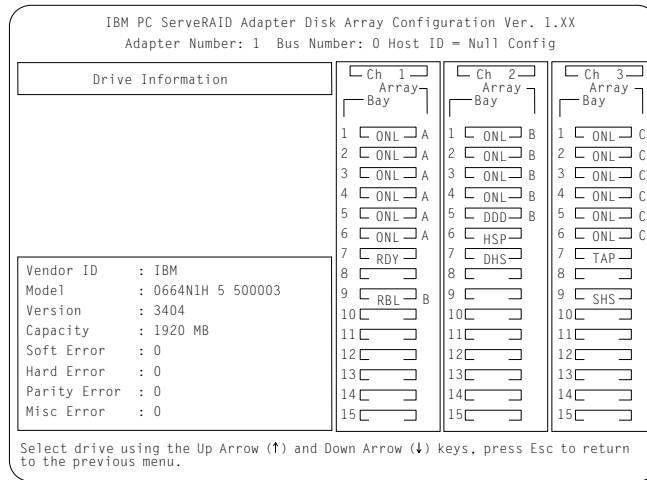 IBM PC ServeRAID Adapter Disk Array Configuration Ver. 1.XX
Adapter Number: 1 Bus Number: 0 Host ID = Null Config
Drive Information
Vendor ID : IBM
Model : 0664N1H 5 500003
Version : 3404
Capacity : 1920 MB
Soft Error : 0
Hard Error : 0
Parity Error : 0
Misc Error : 0
Ch 1
Array
Bay
1 ONL A
2 ONL A
3 ONL A
4 ONL A
5 ONL A
6 ONL A
7 RDY
8
9 RBL B
10
11
12
13
14
15
Ch 2
Array
Bay
1 ONL B
2 ONL B
3 ONL B
4 ONL B
5 DDD B
6 HSP
7 DHS
8
9
10
11
12
13
14
15
Ch 3
Array
Bay
1 ONL C
2 ONL C
3 ONL C
4 ONL C
5 ONL C
6 ONL C
7 TAP
8
9 SHS
10
11
12
13
14
15
Select drive using the Up Arrow (↑) and Down Arrow (↓) keys, press Esc to return
to the previous menu.